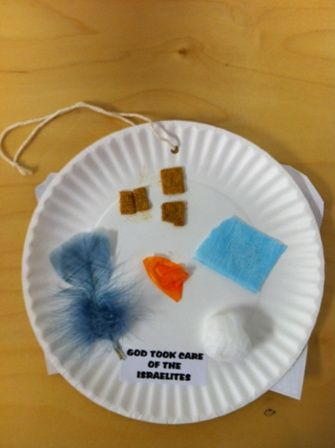 GOD TOOK CARE
OF THE
ISRAELITES